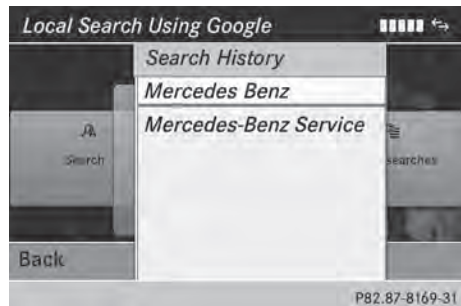 Local Search Using Google
Search History
Mercedes Benz
Mercedes-Benz Service
Search
searches
Back
P82.87-8169-31